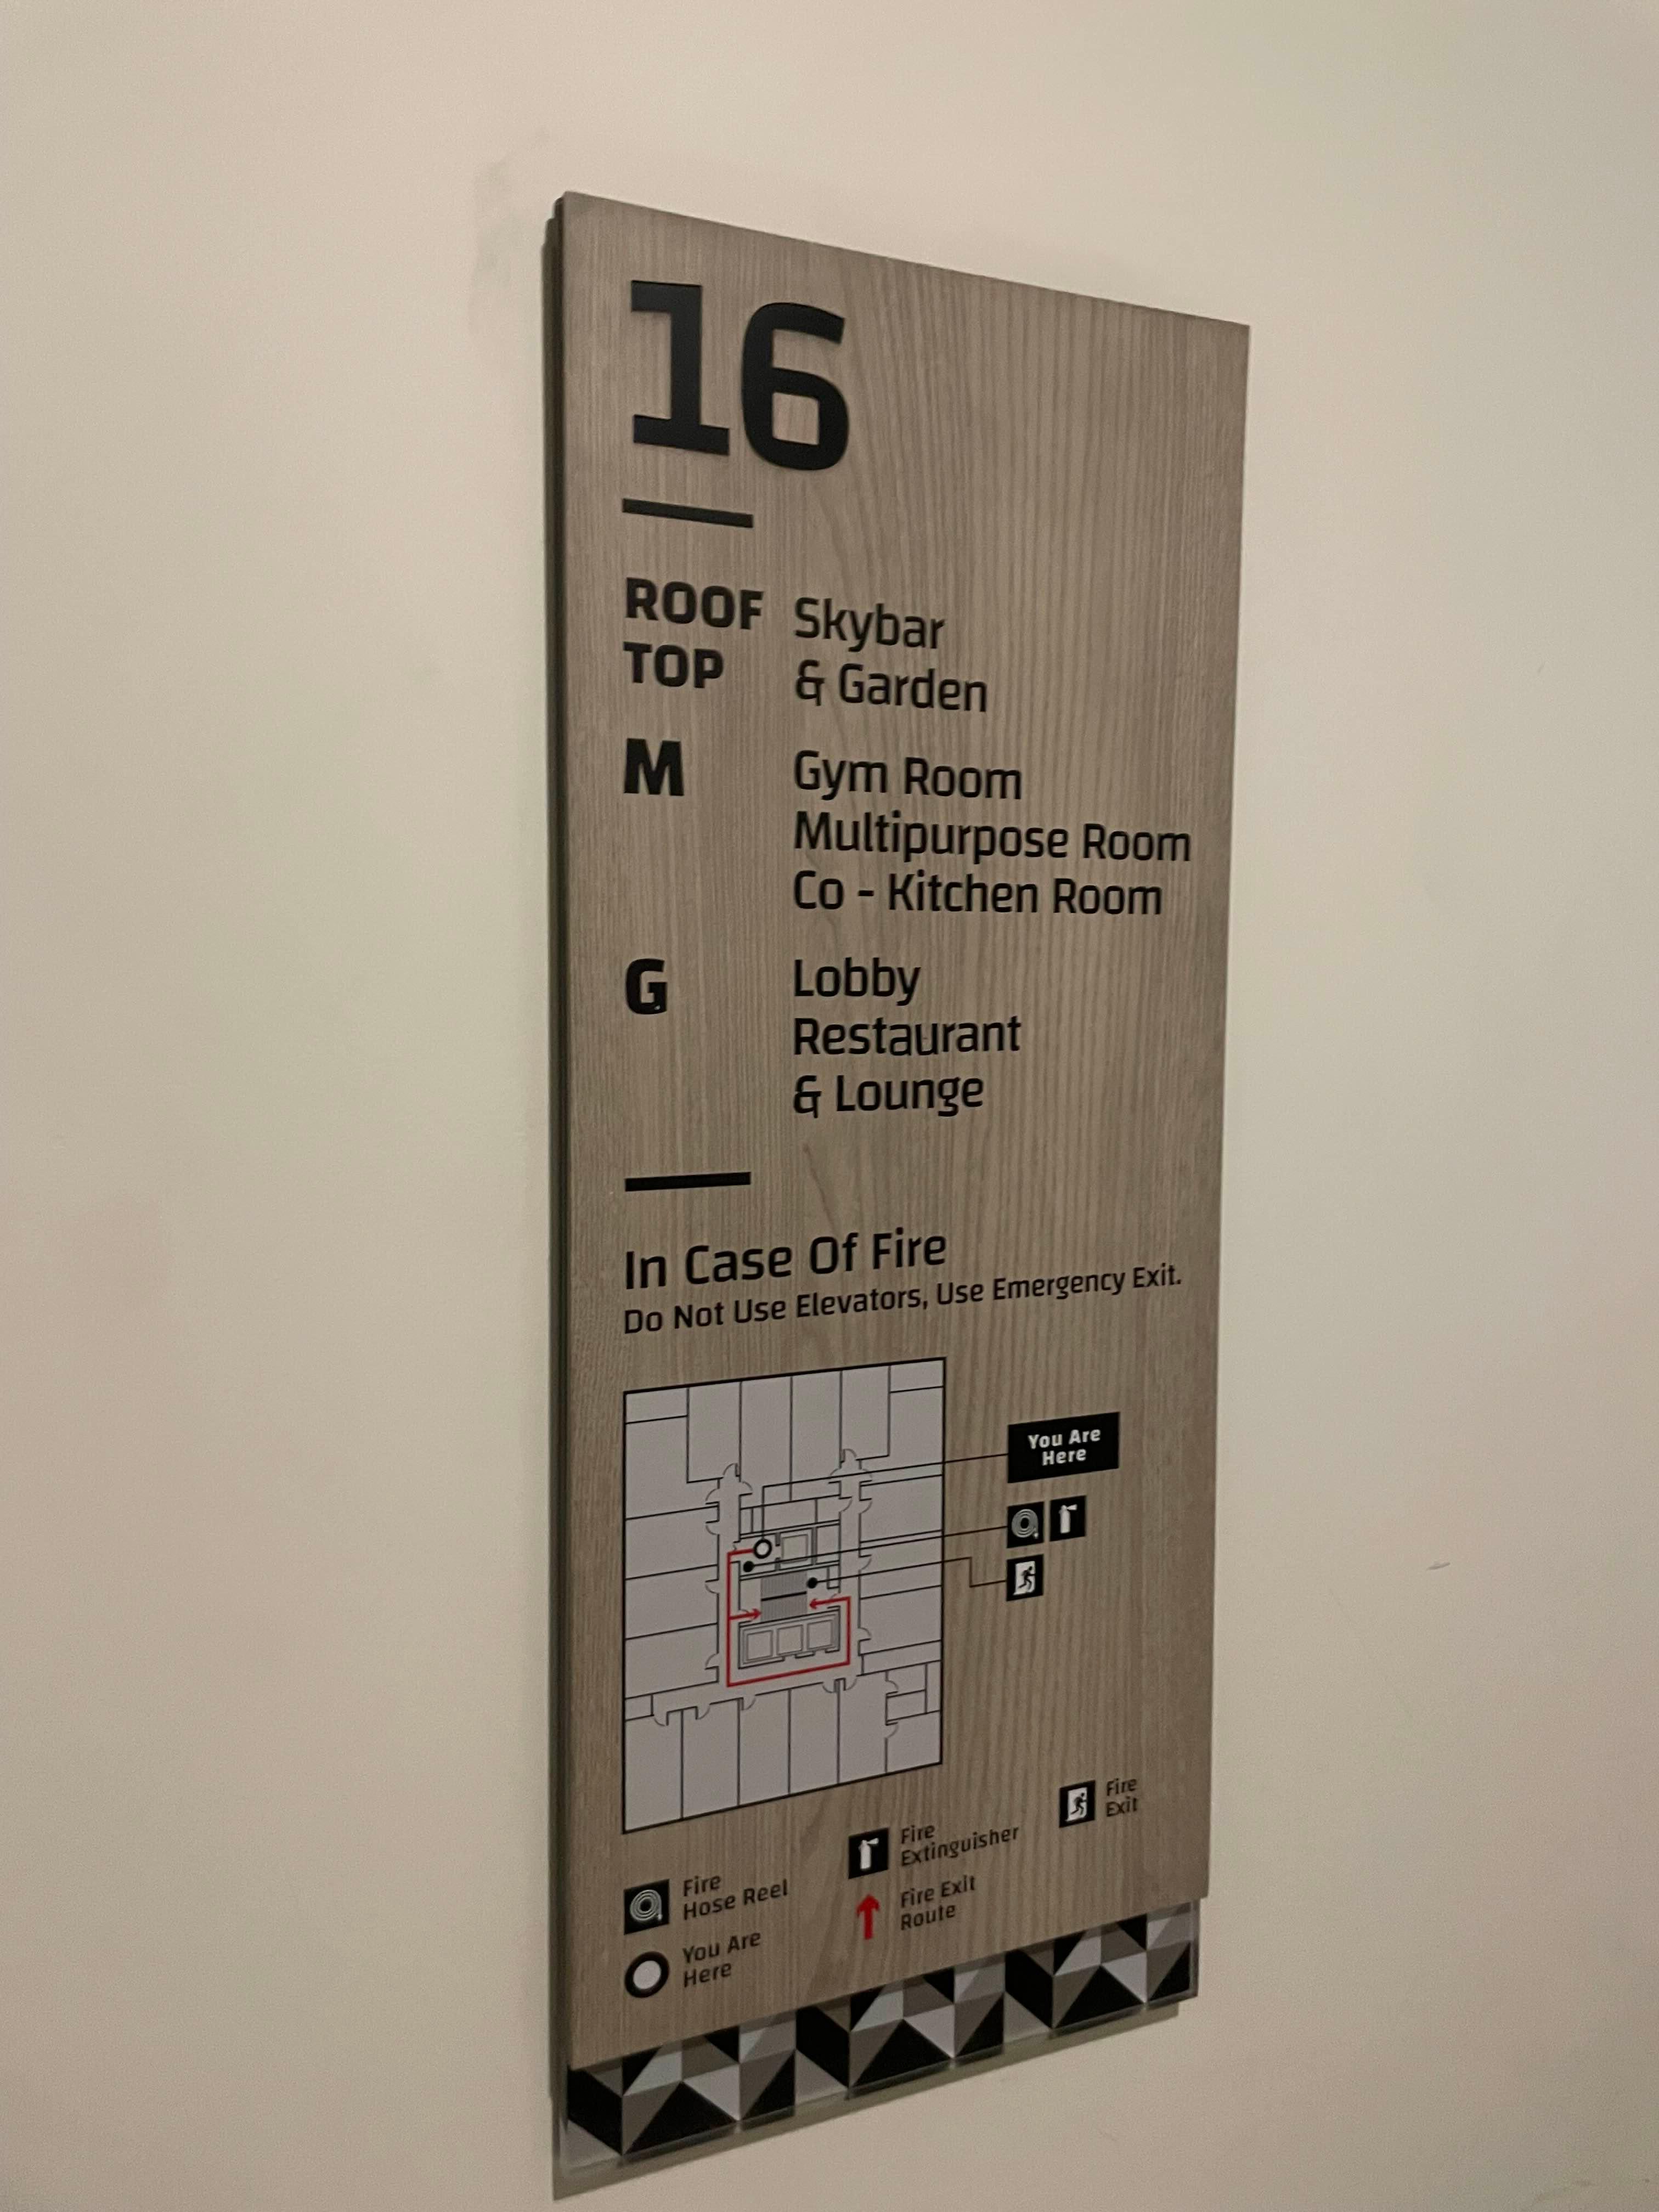 16
ROOF TOP
Skybar
& Garden
M
Gym Room
Multipurpose Room
Co - Kitchen Room
G
Lobby
Restaurant
& Lounge
In Case Of Fire
Do Not Use Elevators, Use Emergency Exit.
You Are
Here
Fire
Hose Reel
You Are
Here
Fire
Extinguisher
Fire Exit
Route
Fire
Exit